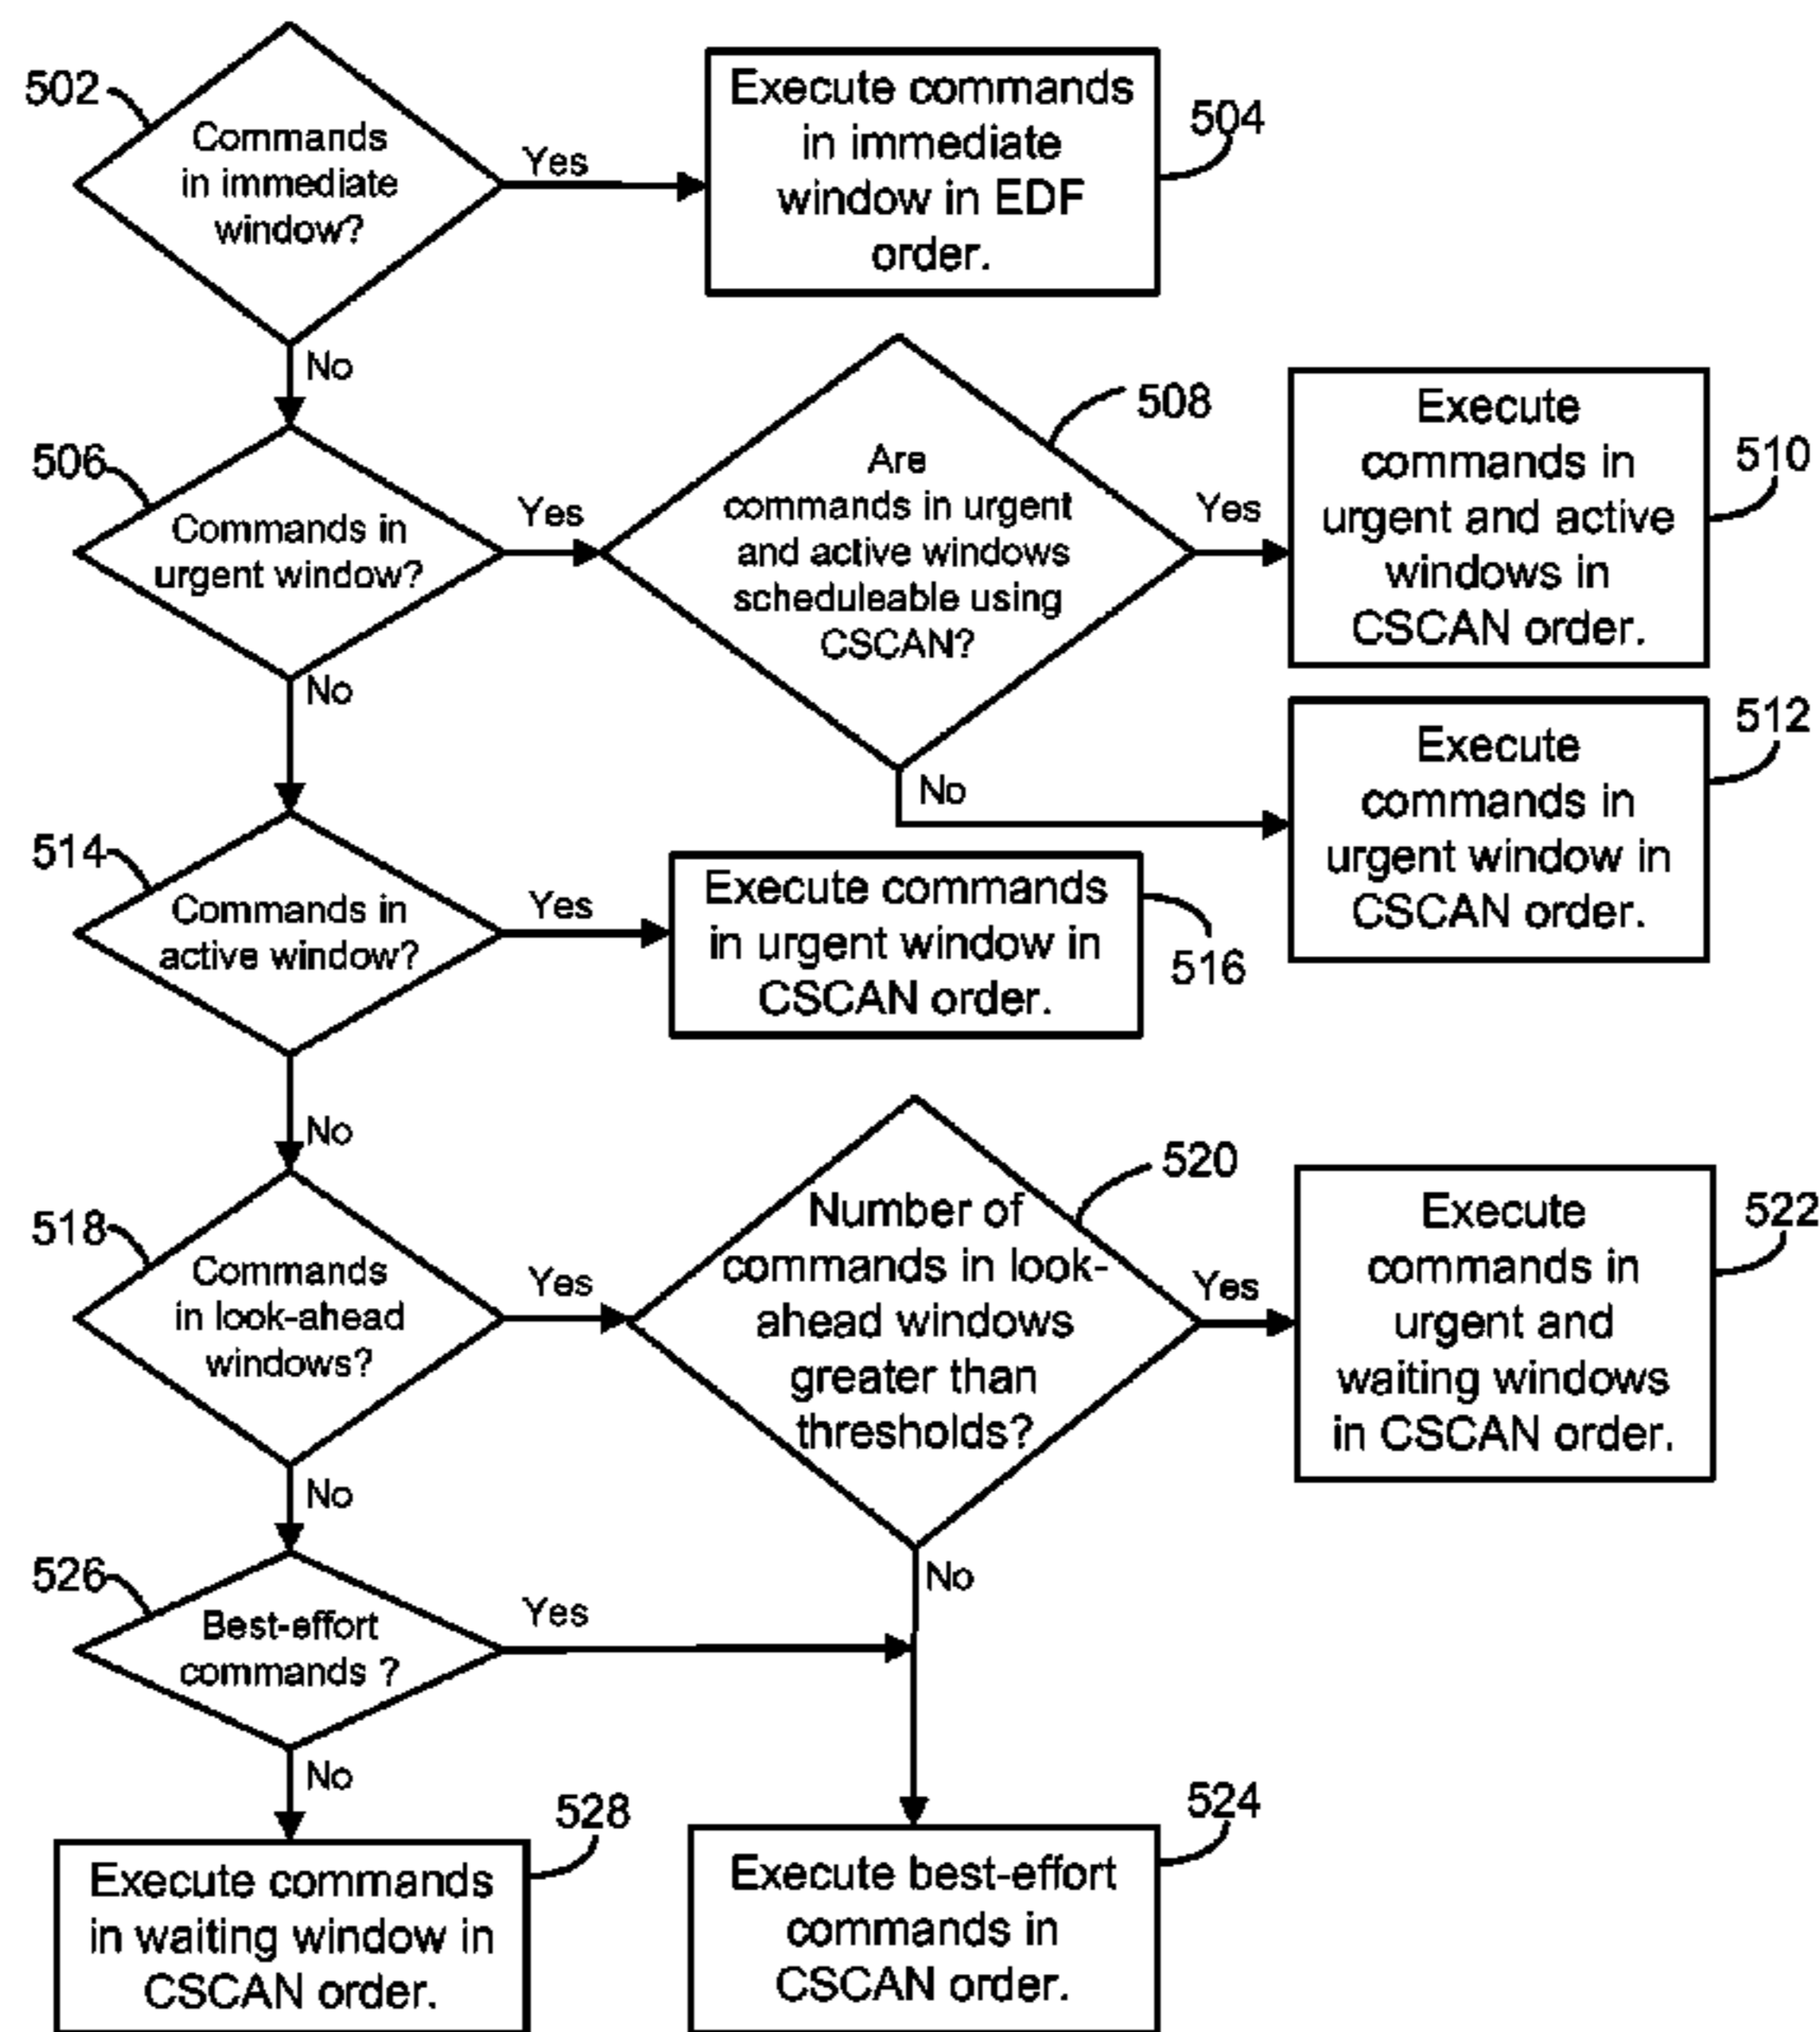 502
Commands
in immediate
window?
Yes
Execute commands
in immediate
window in EDF
order.
504
No
506
Commands in
urgent window?
Yes
508
Are
commands in urgent
and active windows
scheduleable using
CSCAN?
Yes
Execute
commands in
urgent and active
windows in
CSCAN order.
510
No
No
Execute
commands in
urgent window in
CSCAN order.
512
514
Commands in
active window?
Yes
Execute commands
in urgent window in
CSCAN order.
516
No
518
Commands
in look-ahead
windows?
Yes
520
Number of
commands in look-
ahead windows
greater than
thresholds?
Yes
Execute
commands in
urgent and
waiting windows
in CSCAN order.
522
No
No
526
Best-effort
commands ?
Yes
No
528
Execute commands
in waiting window in
CSCAN order.
524
Execute best-effort
commands in
CSCAN order.